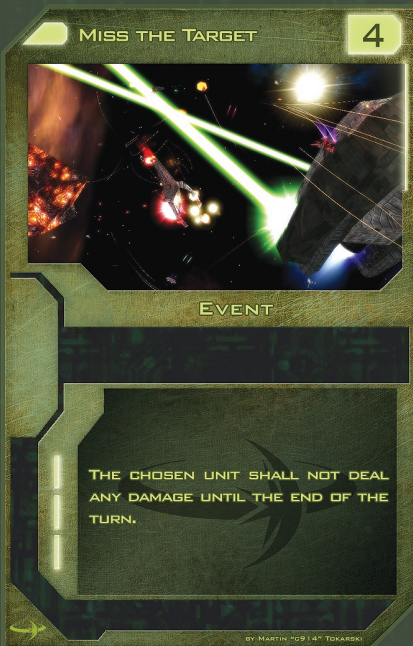 Miss the Target
4
Event
The chosen unit shall not deal
any damage until the end of the
turn.
by Martin "c914" Tokarski